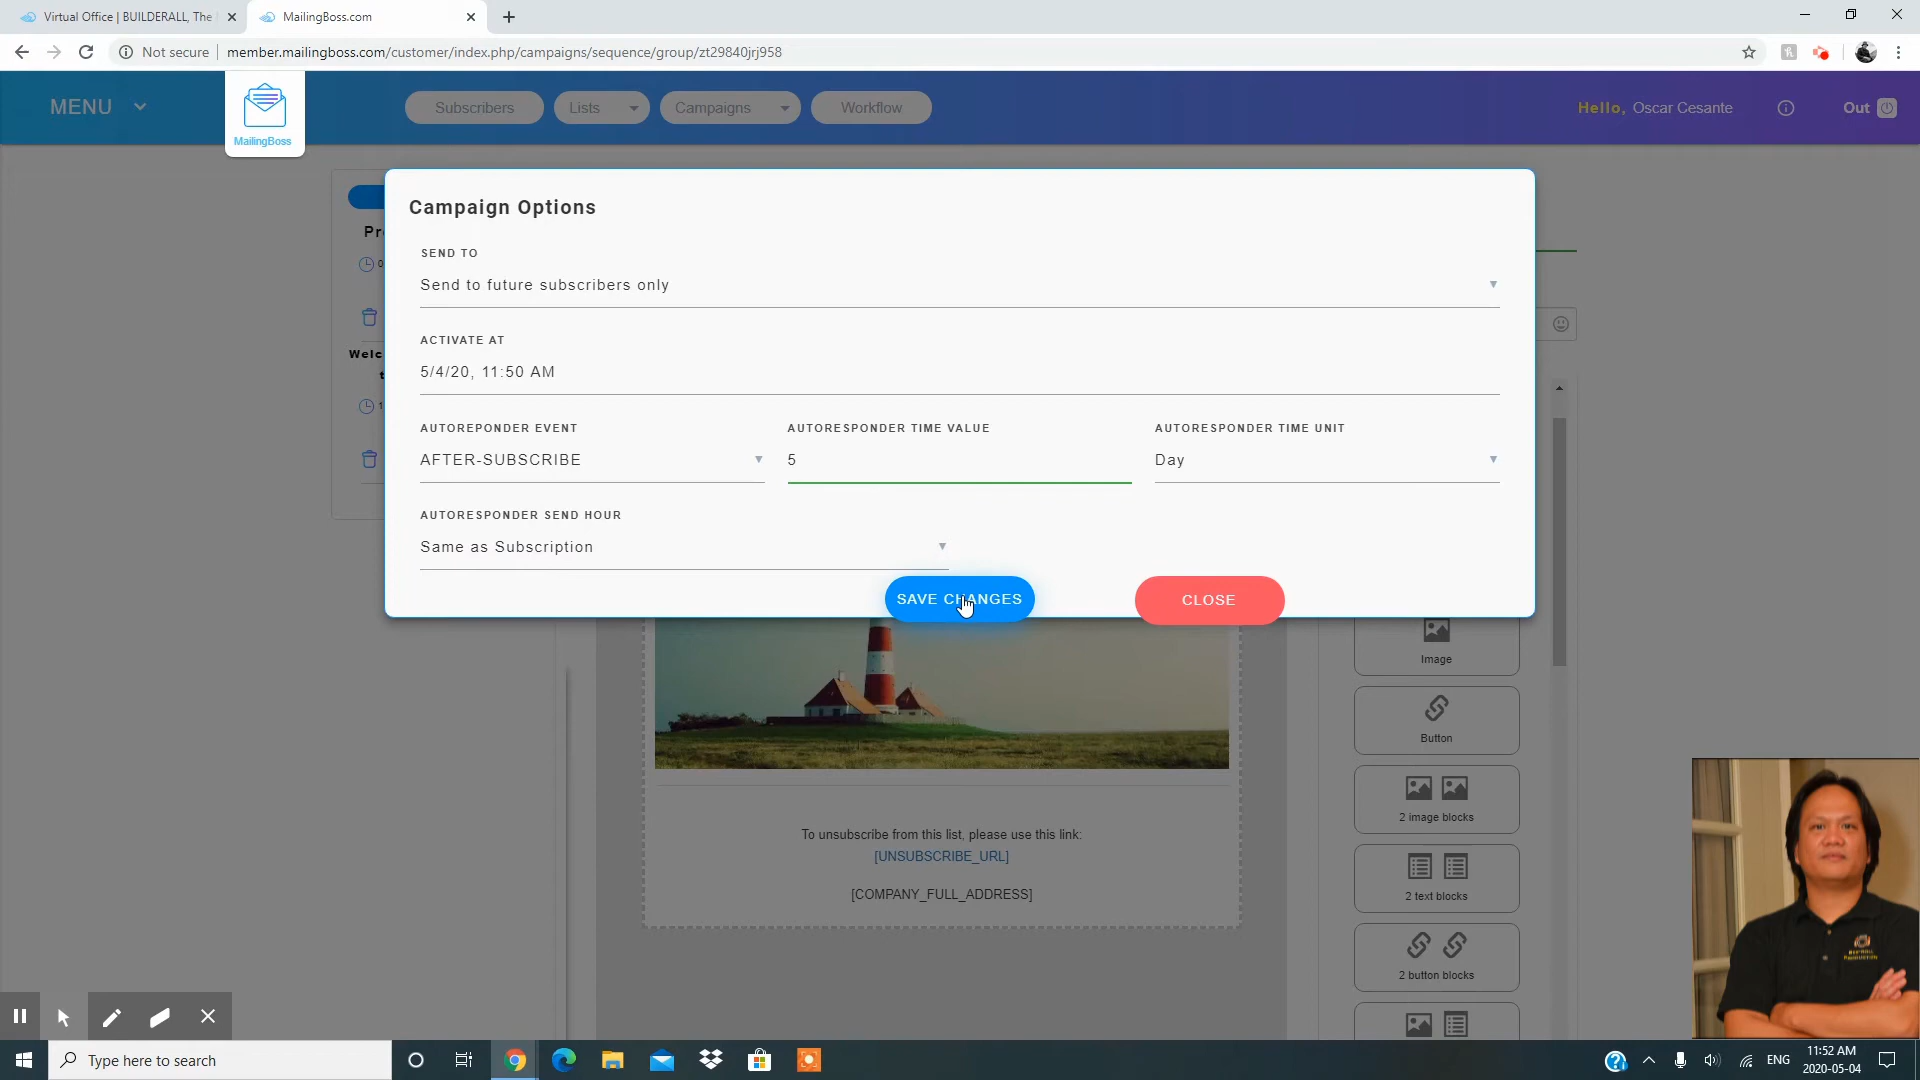 Virtual Office | BUILDERALL, The
MailingBoss.com
Not secure
member.mailingboss.com/customer/index.php/campaigns/sequence/group/zt29840jrj958
MENU
MailingBoss
Subscribers
Lists
Campaigns
Workflow
Hello, Oscar Cesante
Out
Campaign Options
SEND TO
Send to future subscribers only
ACTIVATE AT
5/4/20, 11:50 AM
AUTOREPONDER EVENT
AFTER-SUBSCRIBE
AUTORESPONDER TIME VALUE
5
AUTORESPONDER TIME UNIT
Day
AUTORESPONDER SEND HOUR
Same as Subscription
SAVE CHANGES
CLOSE
Pr
0
Welc
t
1
Image
Button
2 image blocks
2 text blocks
2 button blocks
To unsubscribe from this list, please use this link:
[UNSUBSCRIBE_URL]
[COMPANY_FULL_ADDRESS]
Type here to search
ENG
11:52 AM
2020-05-04